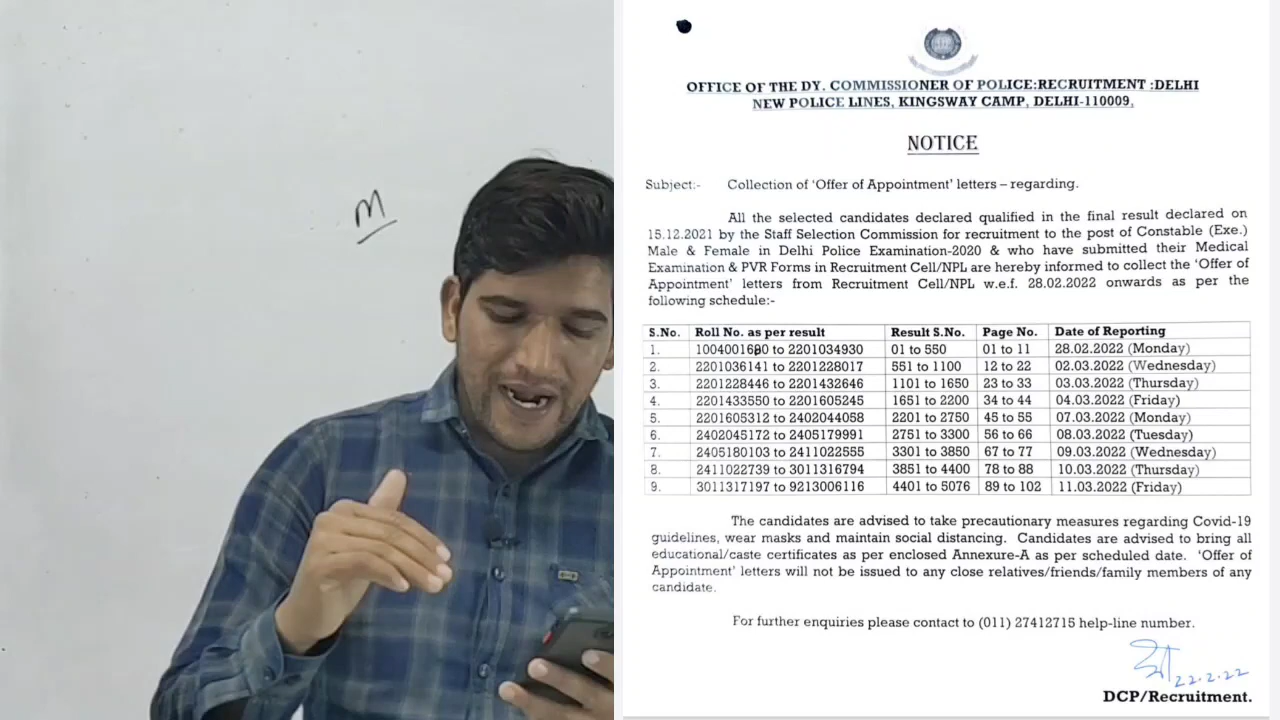 m
OFFICE OF THE DY. COMMISSIONER OF POLICE:RECRUITMENT :DELHI
NEW POLICE LINES, KINGSWAY CAMP, DELHI-110009,
NOTICE
Subject:- Collection of 'Offer of Appointment' letters – regarding.
All the selected candidates declared qualified in the final result declared on
15.12.2021 by the Staff Selection Commission for recruitment to the post of Constable (Exe.)
Male & Female in Delhi Police Examination-2020 & who have submitted their Medical
Examination & PVR Forms in Recruitment Cell/NPL are hereby informed to collect the 'Offer of
Appointment' letters from Recruitment Cell/NPL w.e.f. 28.02.2022 onwards as per the
following schedule:-
S.No. Roll No. as per result Result S.No. Page No. Date of Reporting
1. 1004001680 to 2201034930 01 to 550 01 to 11 28.02.2022 (Monday)
2. 2201036141 to 2201228017 551 to 1100 12 to 22 02.03.2022 (Wednesday)
3. 2201228446 to 2201432646 1101 to 1650 23 to 33 03.03.2022 (Thursday)
4. 2201433550 to 2201605245 1651 to 2200 34 to 44 04.03.2022 (Friday)
5. 2201605312 to 2402044058 2201 to 2750 45 to 55 07.03.2022 (Monday)
6. 2402045172 to 2405179991 2751 to 3300 56 to 66 08.03.2022 (Tuesday)
7. 2405180103 to 2411022555 3301 to 3850 67 to 77 09.03.2022 (Wednesday)
8. 2411022739 to 3011316794 3851 to 4400 78 to 88 10.03.2022 (Thursday)
9. 3011317197 to 9213006116 4401 to 5076 89 to 102 11.03.2022 (Friday)
The candidates are advised to take precautionary measures regarding Covid-19
guidelines, wear masks and maintain social distancing. Candidates are advised to bring all
educational/caste certificates as per enclosed Annexure-A as per scheduled date. 'Offer of
Appointment' letters will not be issued to any close relatives/friends/family members of any
candidate.
For further enquiries please contact to (011) 27412715 help-line number.
22.2.22
DCP/Recruitment.